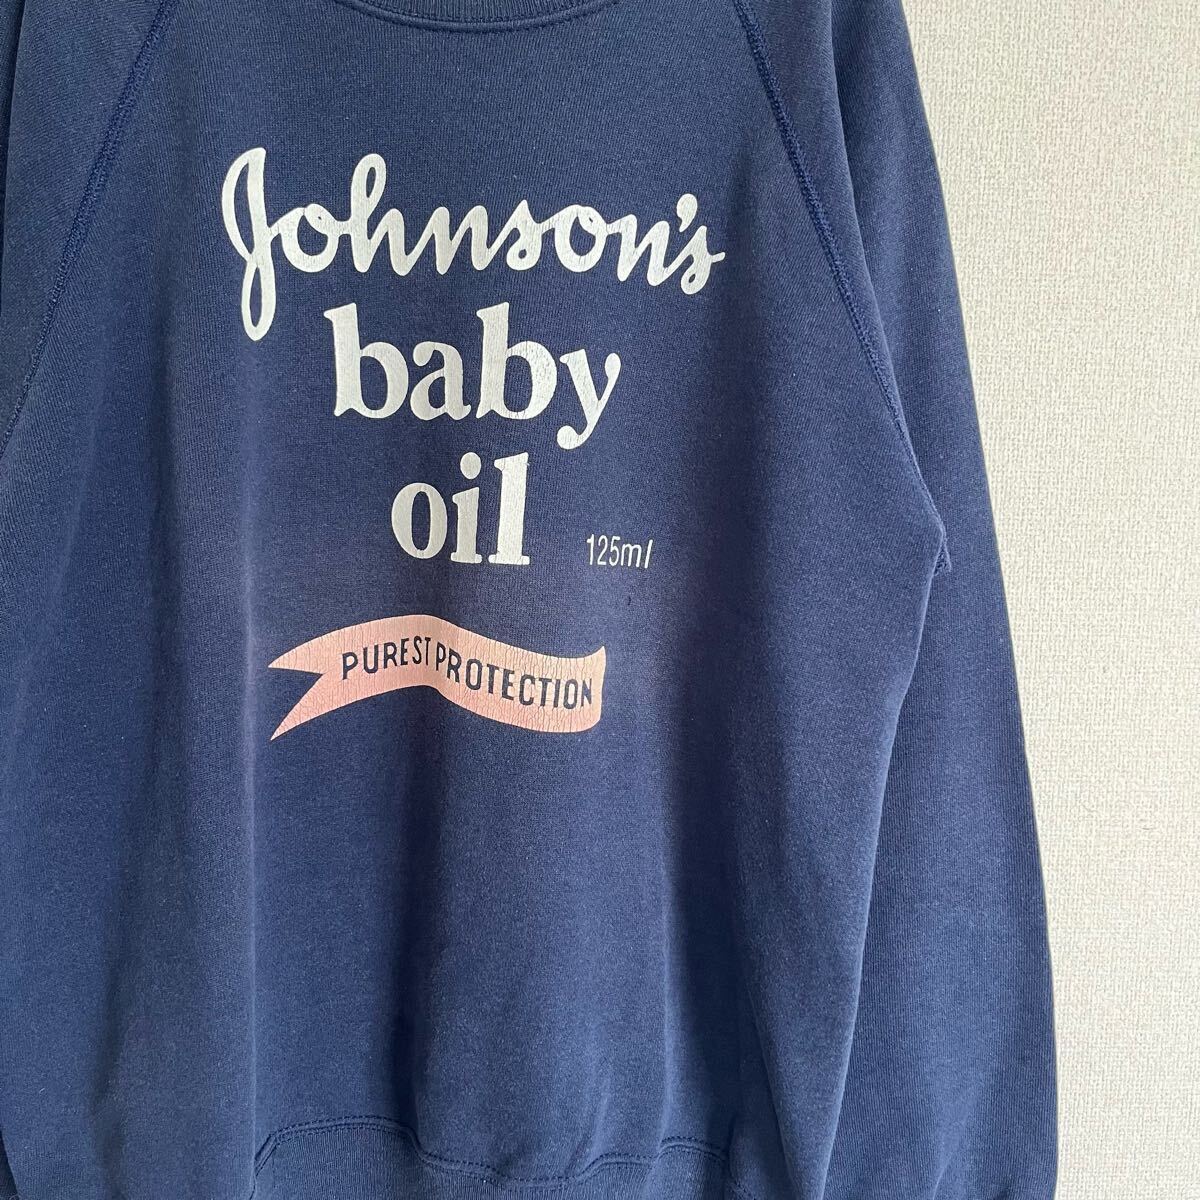 Johnson's
baby
oil
125ml
PUREST PROTECTION